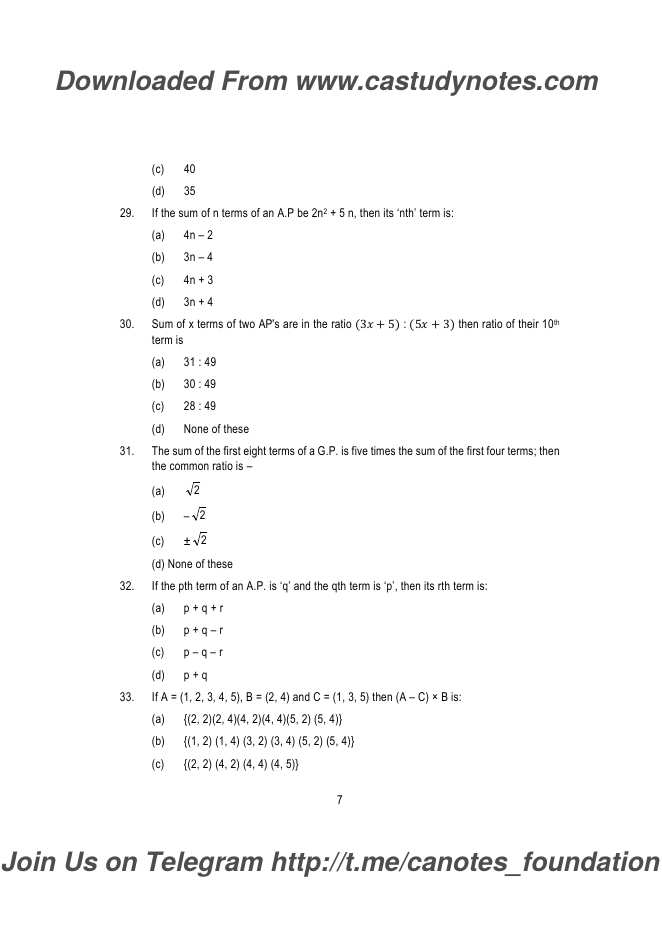 Downloaded From www.castudynotes.com
(c) 40
(d) 35
29. If the sum of n terms of an A.P be 2n² + 5 n, then its ‘nth’ term is:
(a) 4n – 2
(b) 3n – 4
(c) 4n + 3
(d) 3n + 4
30. Sum of x terms of two AP's are in the ratio (3𝑥 + 5) : (5𝑥 + 3) then ratio of their 10th
term is
(a) 31 : 49
(b) 30 : 49
(c) 28 : 49
(d) None of these
31. The sum of the first eight terms of a G.P. is five times the sum of the first four terms; then
the common ratio is –
(a) √2
(b) – √2
(c) ± √2
(d) None of these
32. If the pth term of an A.P. is ‘q’ and the qth term is ‘p’, then its rth term is:
(a) p + q + r
(b) p + q – r
(c) p – q – r
(d) p + q
33. If A = (1, 2, 3, 4, 5), B = (2, 4) and C = (1, 3, 5) then (A – C) × B is:
(a) {(2, 2)(2, 4)(4, 2)(4, 4)(5, 2) (5, 4)}
(b) {(1, 2) (1, 4) (3, 2) (3, 4) (5, 2) (5, 4)}
(c) {(2, 2) (4, 2) (4, 4) (4, 5)}
7
Join Us on Telegram http://t.me/canotes_foundation